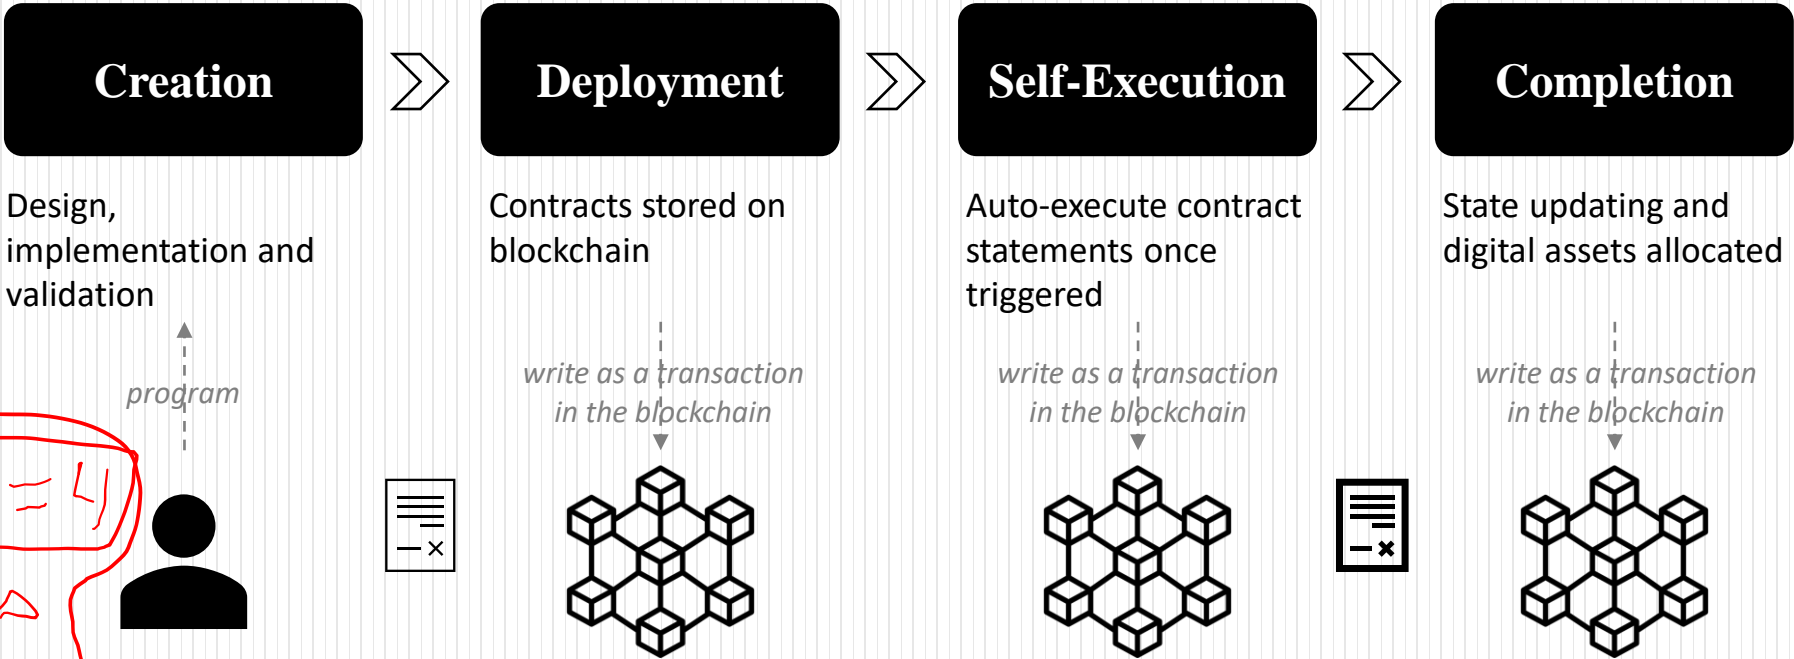 Creation
Deployment
Self-Execution
Completion
Design,
implementation and
validation
Contracts stored on
blockchain
Auto-execute contract
statements once
triggered
State updating and
digital assets allocated
program
write as a transaction
in the blockchain
write as a transaction
in the blockchain
write as a transaction
in the blockchain